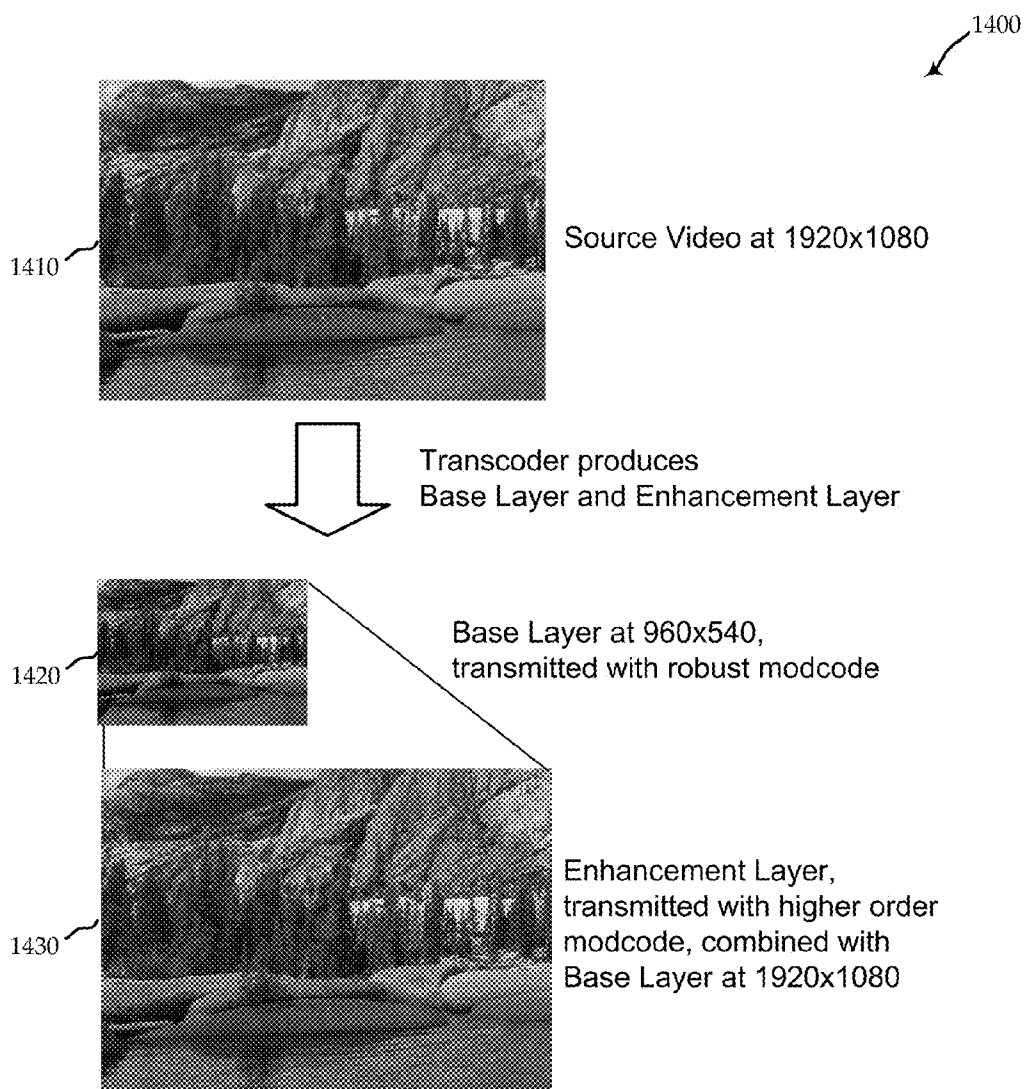 1400
1410
Source Video at 1920x1080
Transcoder produces
Base Layer and Enhancement Layer
1420
Base Layer at 960x540,
transmitted with robust modcode
1430
Enhancement Layer,
transmitted with higher order
modcode, combined with
Base Layer at 1920x1080